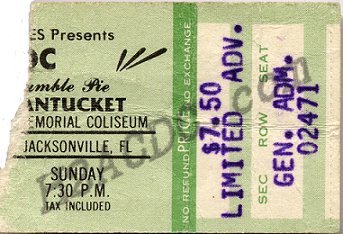 ES Presents
DC
umble Pie
ANTUCKET
EMORIAL COLISEUM
JACKSONVILLE, FL
SUNDAY
7:30 P.M.
TAX INCLUDED
NO REFUND
PRICE
NO EXCHANGE
$7.50
LIMITED ADV.
SEC ROW SEAT
GEN. ADM.
02471